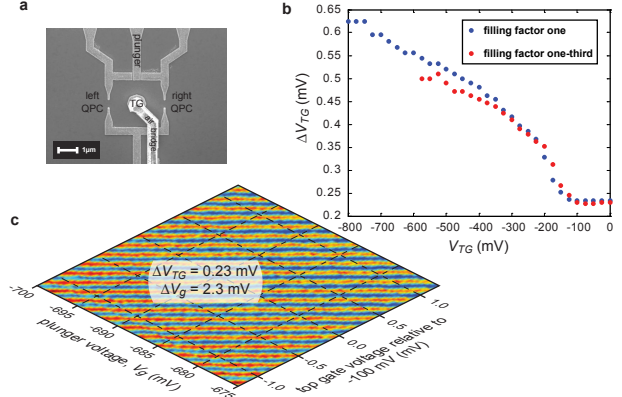 a
plunger
left
QPC
right
QPC
TG
air bridge
1μm
b
0.65
0.6
0.55
0.5
0.45
0.4
0.35
0.3
0.25
0.2
ΔV_TG (mV)
filling factor one
filling factor one-third
-800 -700 -600 -500 -400 -300 -200 -100 0
V_TG (mV)
c
ΔV_TG = 0.23 mV
ΔV_g = 2.3 mV
-700
-695
-690
-685
-680
-675
plunger voltage, V_g (mV)
-1.0
-0.5
0.0
0.5
1.0
top gate voltage relative to
-100 mV (mV)